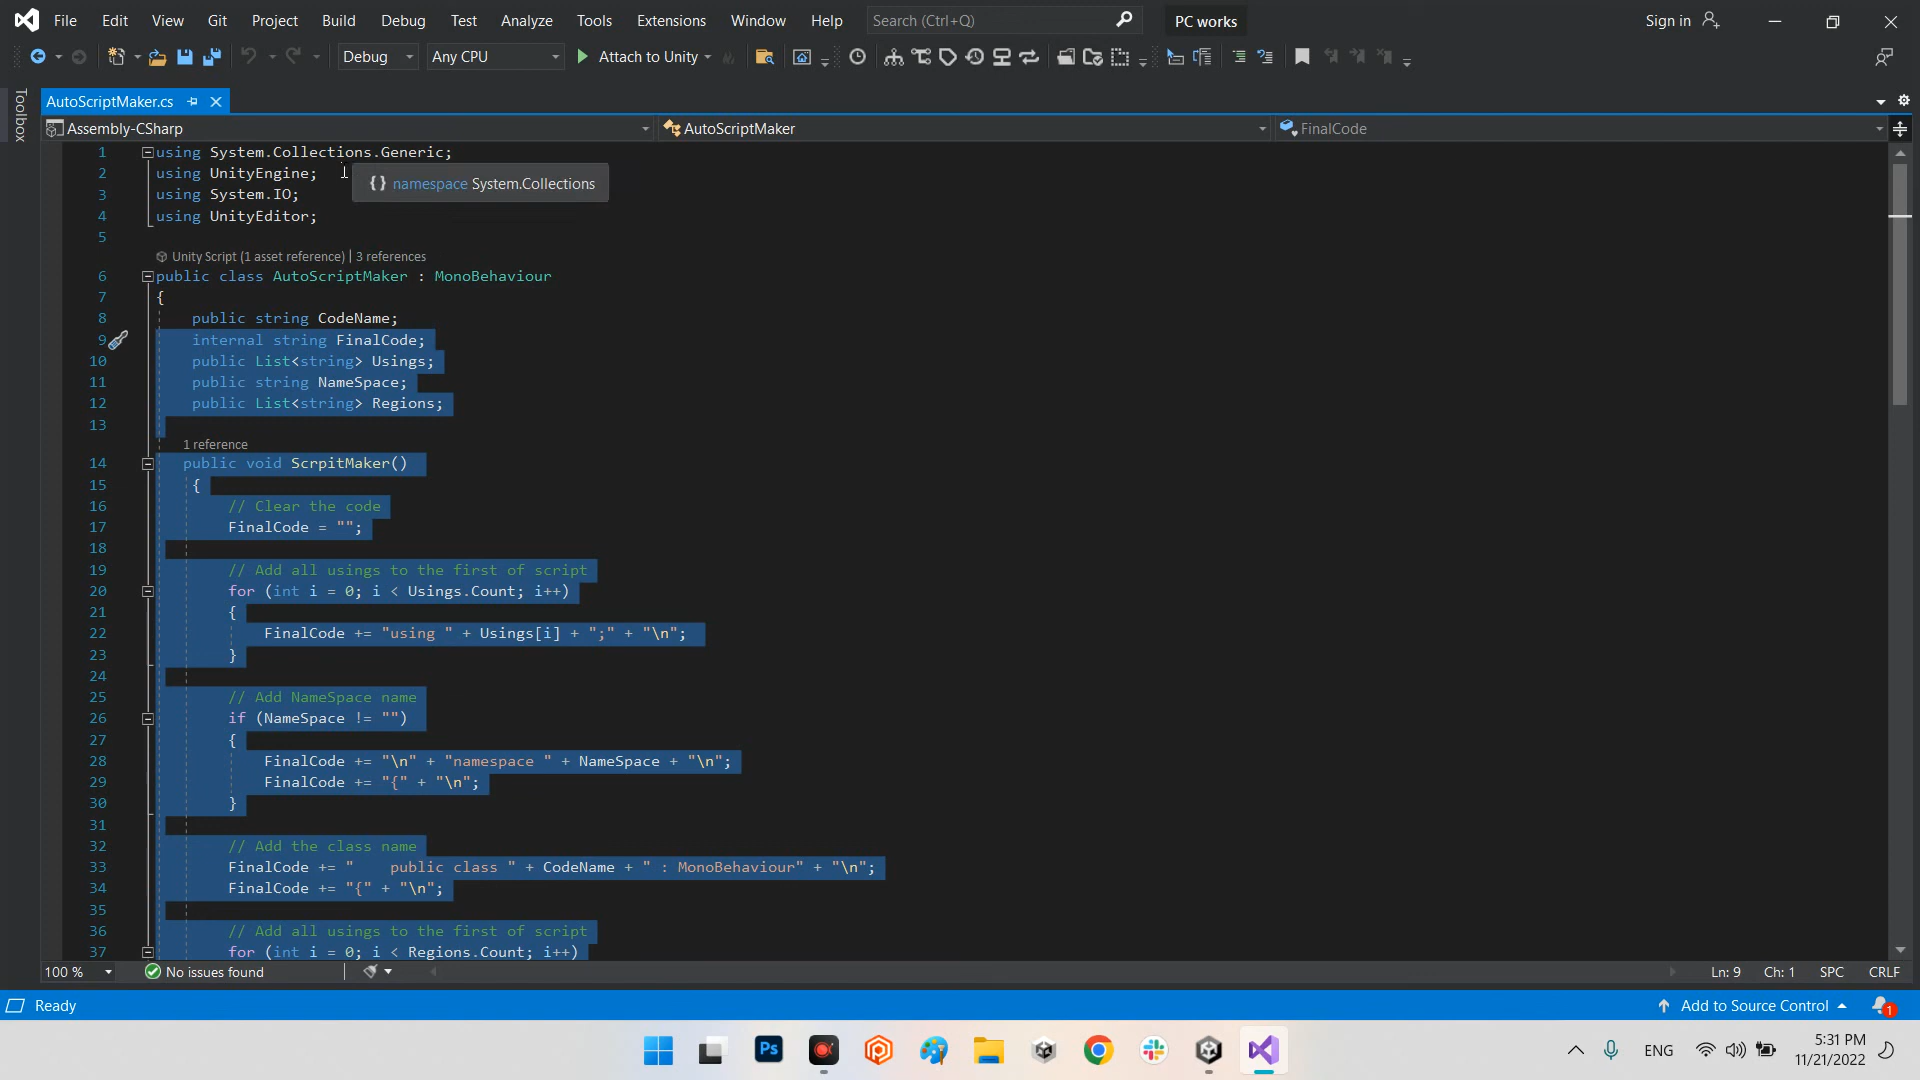 File Edit View Git Project Build Debug Test Analyze Tools Extensions Window Help Search (Ctrl+Q) PC works Sign in
Debug Any CPU Attach to Unity
Toolbox
AutoScriptMaker.cs
Assembly-CSharp AutoScriptMaker FinalCode
1 using System.Collections.Generic;
2 using UnityEngine;
{ } namespace System.Collections
3 using System.IO;
4 using UnityEditor;
5
Unity Script (1 asset reference) | 3 references
6 public class AutoScriptMaker : MonoBehaviour
7 {
8 public string CodeName;
9 internal string FinalCode;
10 public List<string> Usings;
11 public string NameSpace;
12 public List<string> Regions;
13
1 reference
14 public void ScrpitMaker()
15 {
16 // Clear the code
17 FinalCode = "";
18
19 // Add all usings to the first of script
20 for (int i = 0; i < Usings.Count; i++)
21 {
22 FinalCode += "using " + Usings[i] + ";" + "\n";
23 }
24
25 // Add NameSpace name
26 if (NameSpace != "")
27 {
28 FinalCode += "\n" + "namespace " + NameSpace + "\n";
29 FinalCode += "{" + "\n";
30 }
31
32 // Add the class name
33 FinalCode += "    public class " + CodeName + " : MonoBehaviour" + "\n";
34 FinalCode += "{" + "\n";
35
36 // Add all usings to the first of script
37 for (int i = 0; i < Regions.Count; i++)
100 % No issues found Ln: 9 Ch: 1 SPC CRLF
Ready Add to Source Control 1
Ps ENG 5:31 PM
11/21/2022